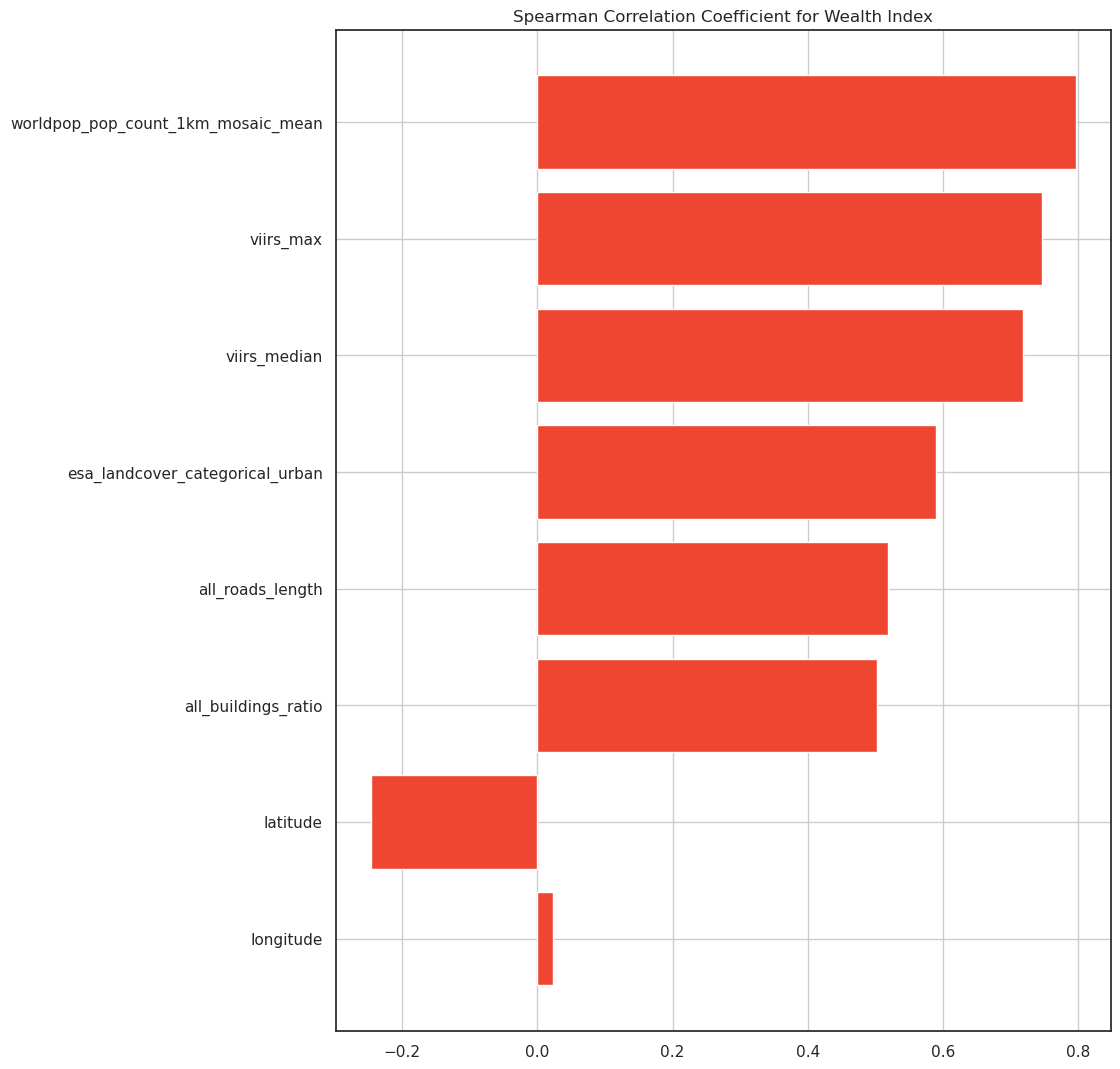 Spearman Correlation Coefficient for Wealth Index
worldpop_pop_count_1km_mosaic_mean
viirs_max
viirs_median
esa_landcover_categorical_urban
all_roads_length
all_buildings_ratio
latitude
longitude
−0.2 0.0 0.2 0.4 0.6 0.8